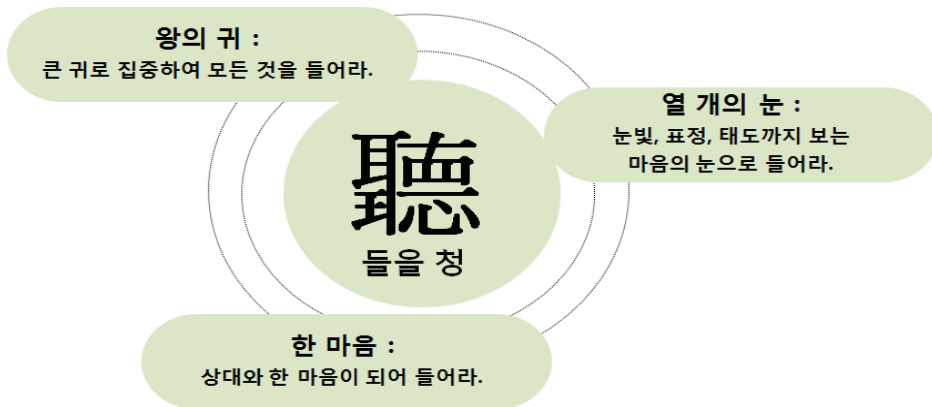 왕의 귀 :
큰 귀로 집중하여 모든 것을 들어라.
열 개의 눈 :
눈빛, 표정, 태도까지 보는
마음의 눈으로 들어라.
聽
들을 청
한 마음 :
상대와 한 마음이 되어 들어라.